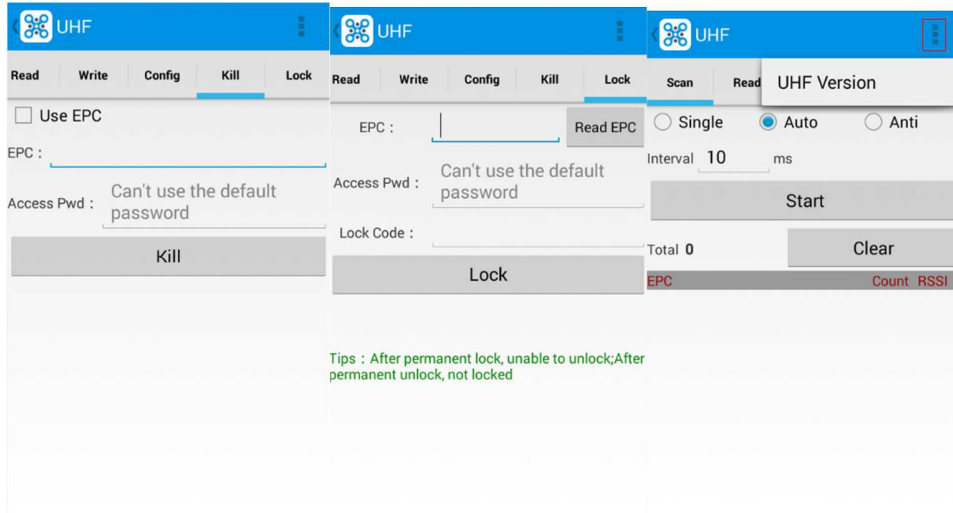 UHF
Read Write Config Kill Lock
Use EPC
EPC :
Access Pwd : Can't use the default
password
Kill
UHF
Read Write Config Kill Lock
EPC : Read EPC
Access Pwd : Can't use the default
password
Lock Code :
Lock
Tips : After permanent lock, unable to unlock;After
permanent unlock, not locked
UHF
Scan Read UHF Version
Single Auto Anti
Interval 10 ms
Start
Total 0 Clear
EPC Count RSSI